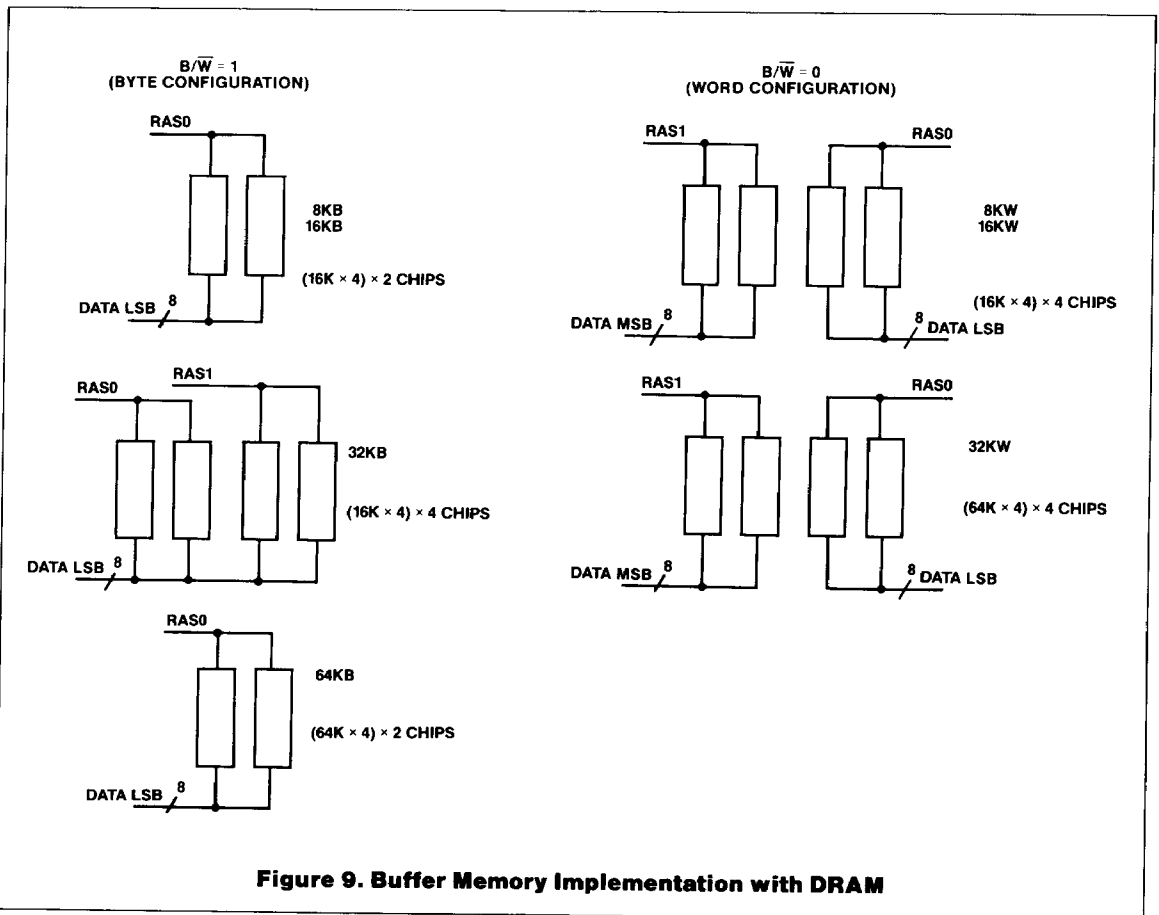 B/W̅ = 1
(BYTE CONFIGURATION)
RAS0
8KB
16KB
(16K × 4) × 2 CHIPS
DATA LSB 8
RAS0
RAS1
32KB
(16K × 4) × 4 CHIPS
DATA LSB 8
RAS0
64KB
(64K × 4) × 2 CHIPS
DATA LSB 8
B/W̅ = 0
(WORD CONFIGURATION)
RAS1
RAS0
8KW
16KW
(16K × 4) × 4 CHIPS
DATA MSB 8
8 DATA LSB
RAS1
RAS0
32KW
(64K × 4) × 4 CHIPS
DATA MSB 8
8 DATA LSB
Figure 9. Buffer Memory Implementation with DRAM